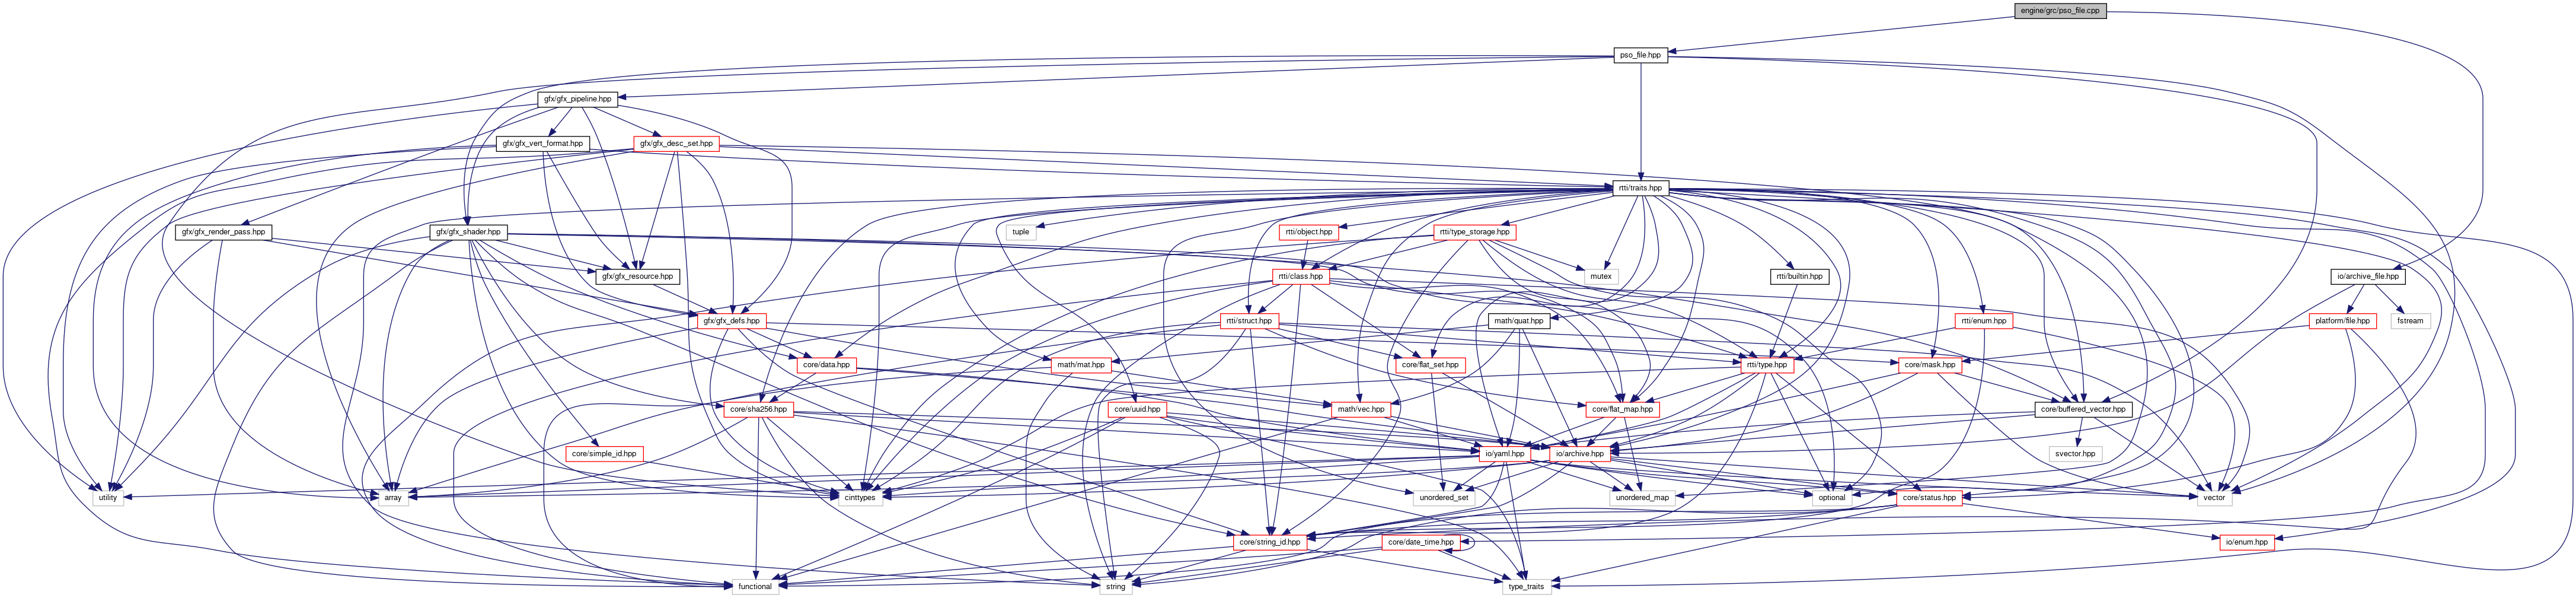 engine/grc/pso_file.cpp
pso_file.hpp
gfx/gfx_pipeline.hpp
gfx/gfx_vert_format.hpp
gfx/gfx_desc_set.hpp
rtti/traits.hpp
gfx/gfx_render_pass.hpp
gfx/gfx_shader.hpp
tuple
rtti/object.hpp
rtti/type_storage.hpp
gfx/gfx_resource.hpp
rtti/class.hpp
mutex
rtti/builtin.hpp
io/archive_file.hpp
gfx/gfx_defs.hpp
rtti/struct.hpp
math/quat.hpp
rtti/enum.hpp
platform/file.hpp
fstream
core/data.hpp
math/mat.hpp
core/flat_set.hpp
rtti/type.hpp
core/mask.hpp
core/sha256.hpp
core/uuid.hpp
math/vec.hpp
core/flat_map.hpp
core/buffered_vector.hpp
core/simple_id.hpp
io/yaml.hpp
io/archive.hpp
svector.hpp
utility
array
cinttypes
unordered_set
unordered_map
optional
core/status.hpp
vector
core/string_id.hpp
core/date_time.hpp
io/enum.hpp
functional
string
type_traits